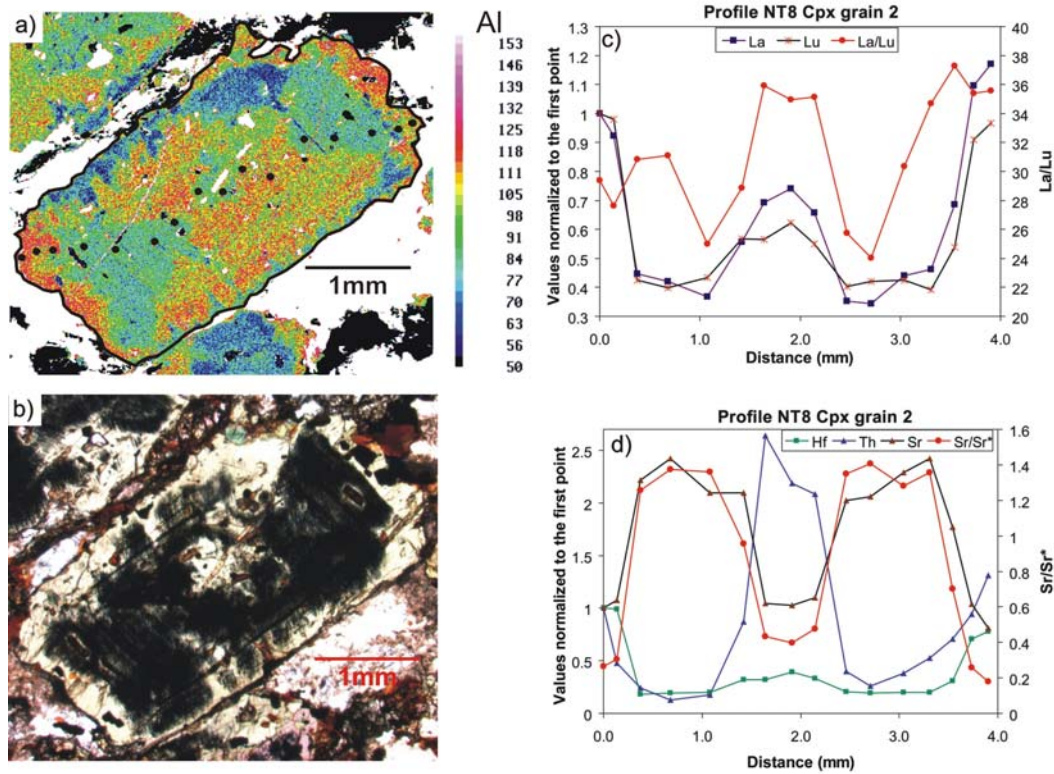 a)
Al
153
146
139
132
125
118
111
105
98
91
84
77
70
63
56
50
1mm
b)
1mm
Profile NT8 Cpx grain 2
c)
La Lu La/Lu
Values normalized to the first point
1.3
1.2
1.1
1
0.9
0.8
0.7
0.6
0.5
0.4
0.3
40
38
36
34
32
30
28
26
24
22
20
La/Lu
0.0 1.0 2.0 3.0 4.0
Distance (mm)
Profile NT8 Cpx grain 2
d)
Hf Th Sr Sr/Sr*
Values normalized to the first point
2.5
2
1.5
1
0.5
0
1.6
1.4
1.2
1
0.8
0.6
0.4
0.2
0
Sr/Sr*
0.0 1.0 2.0 3.0 4.0
Distance (mm)